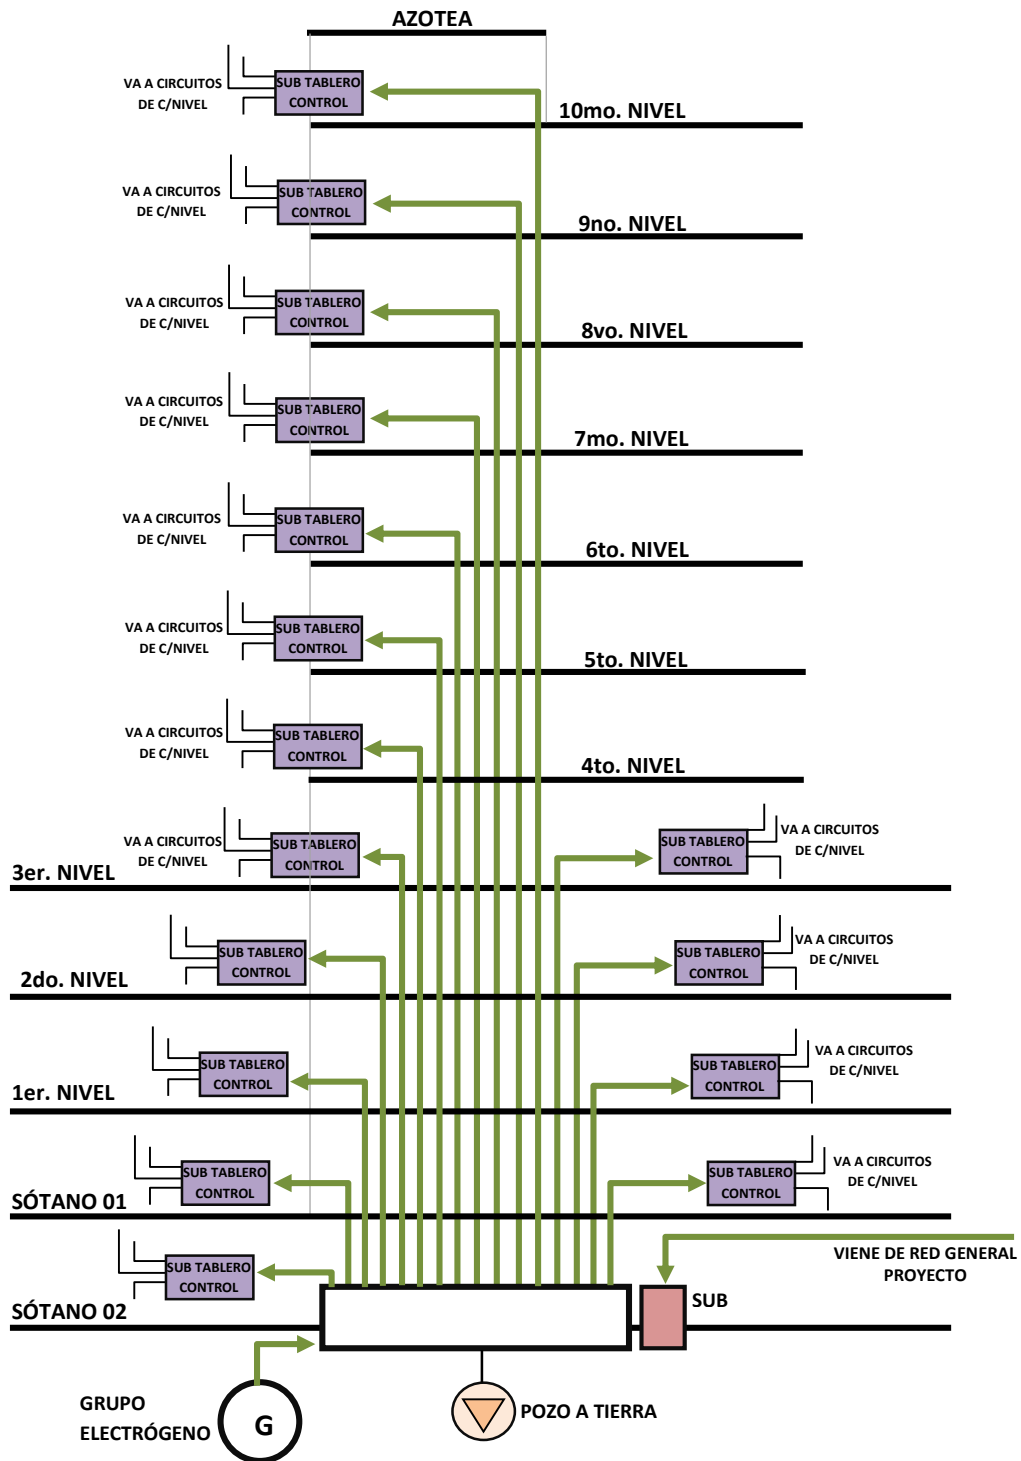 AZOTEA
VA A CIRCUITOS
DE C/NIVEL
SUB TABLERO
CONTROL
10mo. NIVEL
VA A CIRCUITOS
DE C/NIVEL
SUB TABLERO
CONTROL
9no. NIVEL
VA A CIRCUITOS
DE C/NIVEL
SUB TABLERO
CONTROL
8vo. NIVEL
VA A CIRCUITOS
DE C/NIVEL
SUB TABLERO
CONTROL
7mo. NIVEL
VA A CIRCUITOS
DE C/NIVEL
SUB TABLERO
CONTROL
6to. NIVEL
VA A CIRCUITOS
DE C/NIVEL
SUB TABLERO
CONTROL
5to. NIVEL
VA A CIRCUITOS
DE C/NIVEL
SUB TABLERO
CONTROL
4to. NIVEL
VA A CIRCUITOS
DE C/NIVEL
SUB TABLERO
CONTROL
SUB TABLERO
CONTROL
VA A CIRCUITOS
DE C/NIVEL
3er. NIVEL
SUB TABLERO
CONTROL
SUB TABLERO
CONTROL
VA A CIRCUITOS
DE C/NIVEL
2do. NIVEL
SUB TABLERO
CONTROL
SUB TABLERO
CONTROL
VA A CIRCUITOS
DE C/NIVEL
1er. NIVEL
SUB TABLERO
CONTROL
SUB TABLERO
CONTROL
VA A CIRCUITOS
DE C/NIVEL
SÓTANO 01
SUB TABLERO
CONTROL
VIENE DE RED GENERAL
PROYECTO
SÓTANO 02
SUB
GRUPO
ELECTRÓGENO
G
POZO A TIERRA